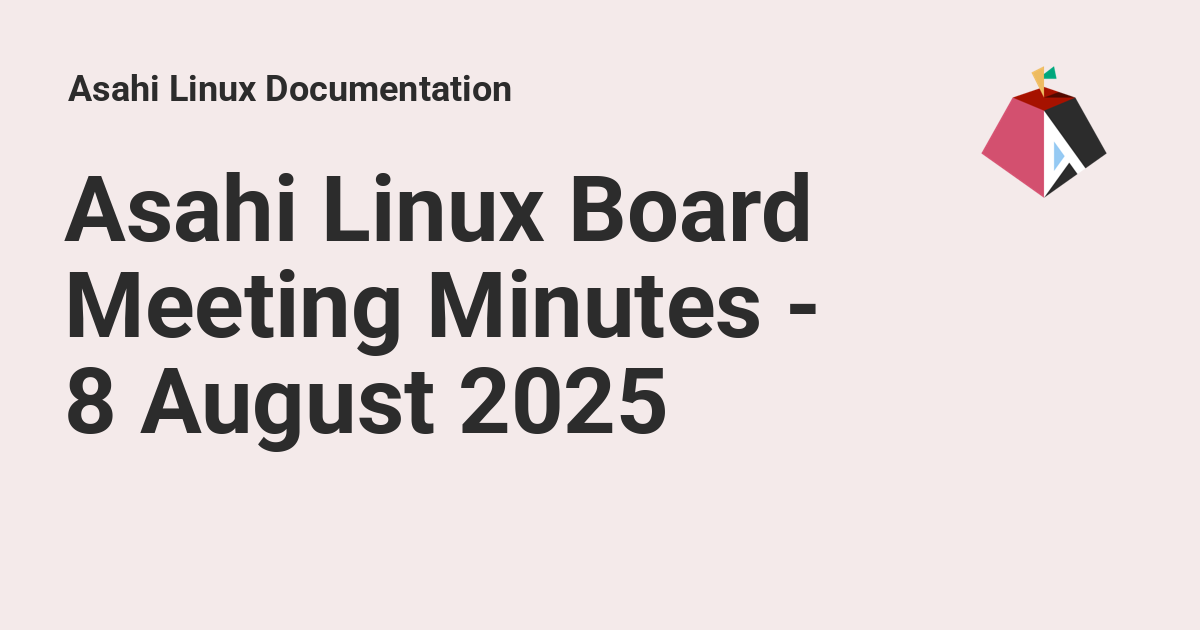 Asahi Linux Documentation
Asahi Linux Board
Meeting Minutes -
8 August 2025